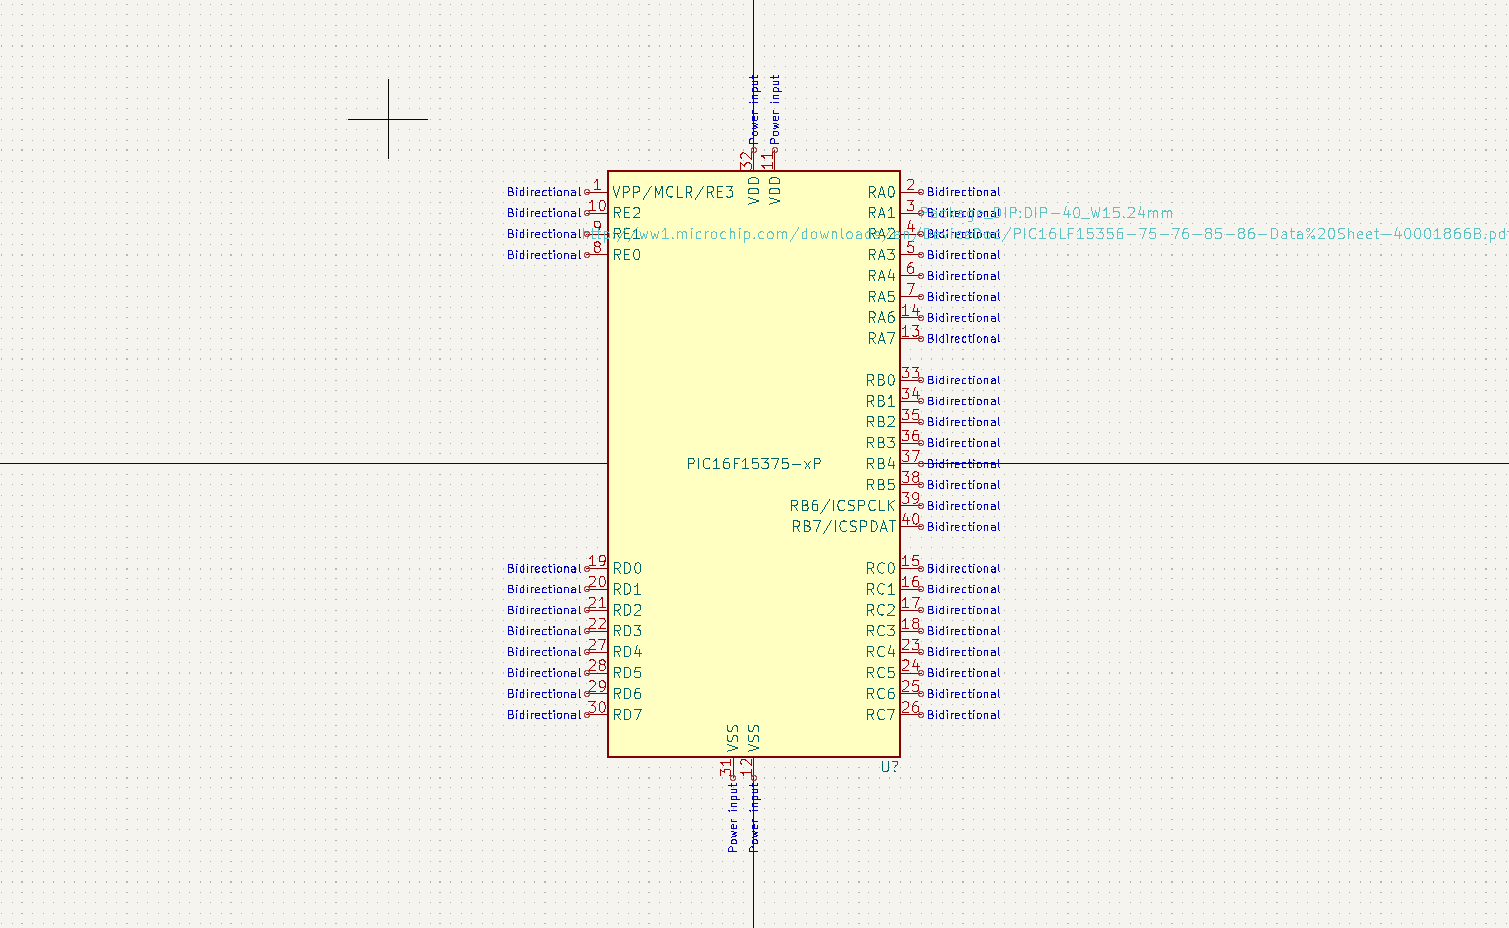 Power input Power input
32 11
VDD VDD
Bidirectional 1 VPP/MCLR/RE3 RA0 2 Bidirectional
Bidirectional 10 RE2 RA1 3 Bidirectional Package_DIP:DIP-40_W15.24mm
Bidirectional 9 RE1 RA2 4 Bidirectional
http://ww1.microchip.com/downloads/en/DeviceDoc/PIC16LF15356-75-76-85-86-Data%20Sheet-40001866B.pd
Bidirectional 8 RE0 RA3 5 Bidirectional
RA4 6 Bidirectional
RA5 7 Bidirectional
RA6 14 Bidirectional
RA7 13 Bidirectional
RB0 33 Bidirectional
RB1 34 Bidirectional
RB2 35 Bidirectional
RB3 36 Bidirectional
PIC16F15375-xP RB4 37 Bidirectional
RB5 38 Bidirectional
RB6/ICSPCLK 39 Bidirectional
RB7/ICSPDAT 40 Bidirectional
Bidirectional 19 RD0 RC0 15 Bidirectional
Bidirectional 20 RD1 RC1 16 Bidirectional
Bidirectional 21 RD2 RC2 17 Bidirectional
Bidirectional 22 RD3 RC3 18 Bidirectional
Bidirectional 27 RD4 RC4 23 Bidirectional
Bidirectional 28 RD5 RC5 24 Bidirectional
Bidirectional 29 RD6 RC6 25 Bidirectional
Bidirectional 30 RD7 RC7 26 Bidirectional
VSS VSS
31 12 U?
Power input Power input